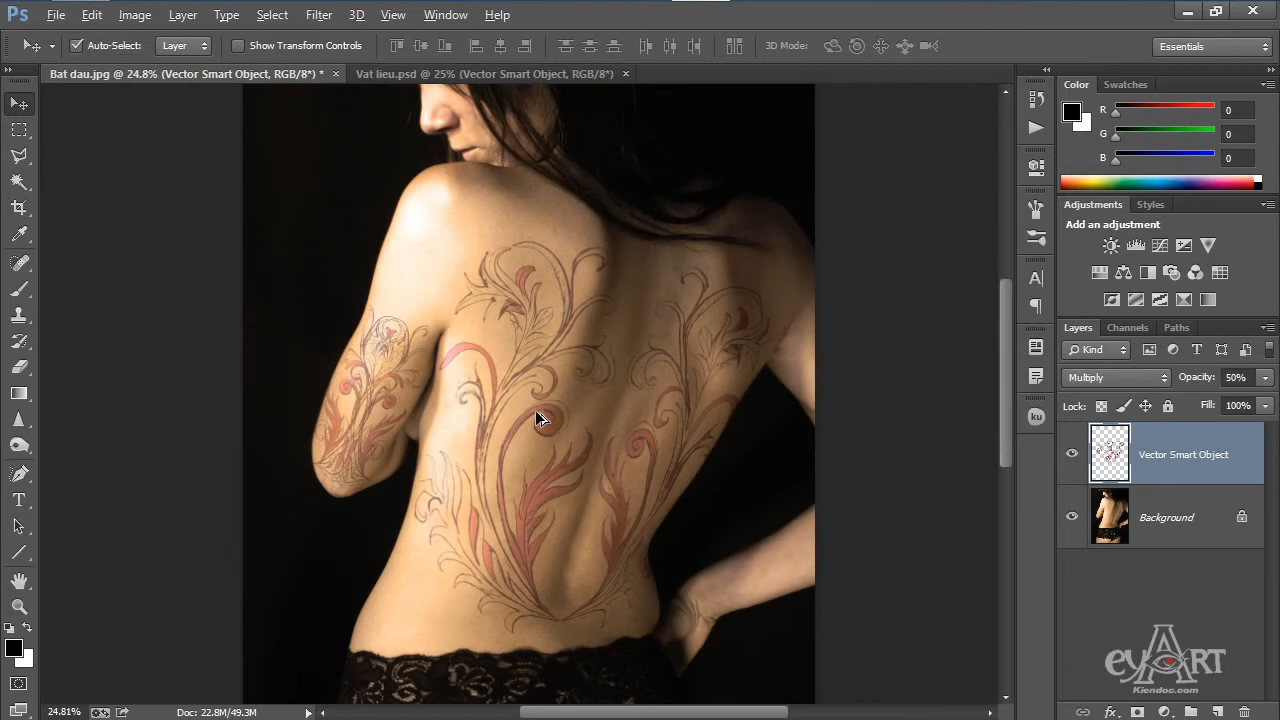 Ps File Edit Image Layer Type Select Filter 3D View Window Help
Auto-Select: Layer Show Transform Controls 3D Mode: Essentials
Bat dau.jpg @ 24.8% (Vector Smart Object, RGB/8*) * × Vat lieu.psd @ 25% (Vector Smart Object, RGB/8*) ×
Color Swatches
R 0
G 0
B 0
Adjustments Styles
Add an adjustment
Layers Channels Paths
Kind
Multiply Opacity: 50%
Lock: Fill: 100%
Vector Smart Object
Background
ku
eyART
Kiendoc.com
24.81% Doc: 22.8M/49.3M
fx